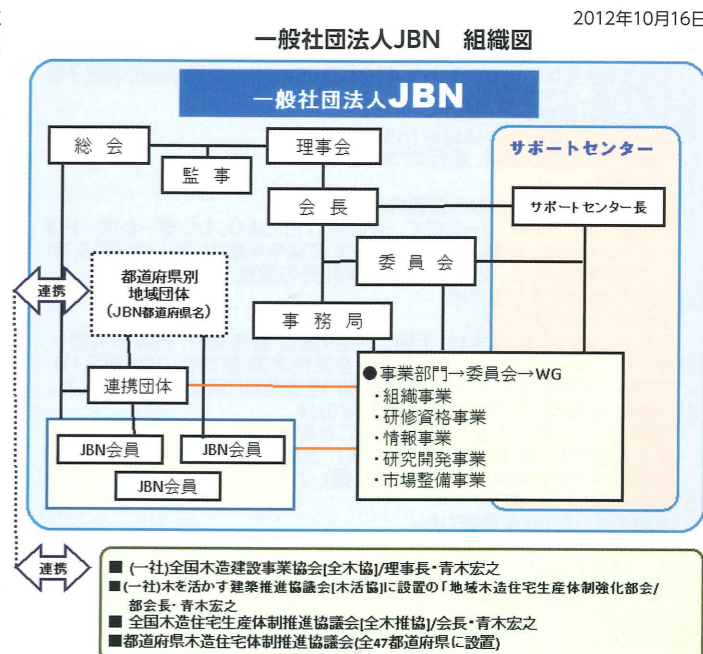 2012年10月16日
一般社団法人JBN 組織図
一般社団法人JBN
総会
理事会
監事
サポートセンター
会長
サポートセンター長
委員会
連携
都道府県別
地域団体
(JBN都道府県名)
事務局
連携団体
●事業部門→委員会→WG
・組織事業
・研修資格事業
・情報事業
・研究開発事業
・市場整備事業
JBN会員
JBN会員
JBN会員
連携
■ (一社)全国木造建設事業協会[全木協]/理事長・青木宏之
■(一社)木を活かす建築推進協議会[木活協]に設置の「地域木造住宅生産体制強化部会/
部会長・青木宏之
■ 全国木造住宅生産体制推進協議会[全木推協]/会長・青木宏之
■都道府県木造住宅体制推進協議会(全47都道府県に設置)